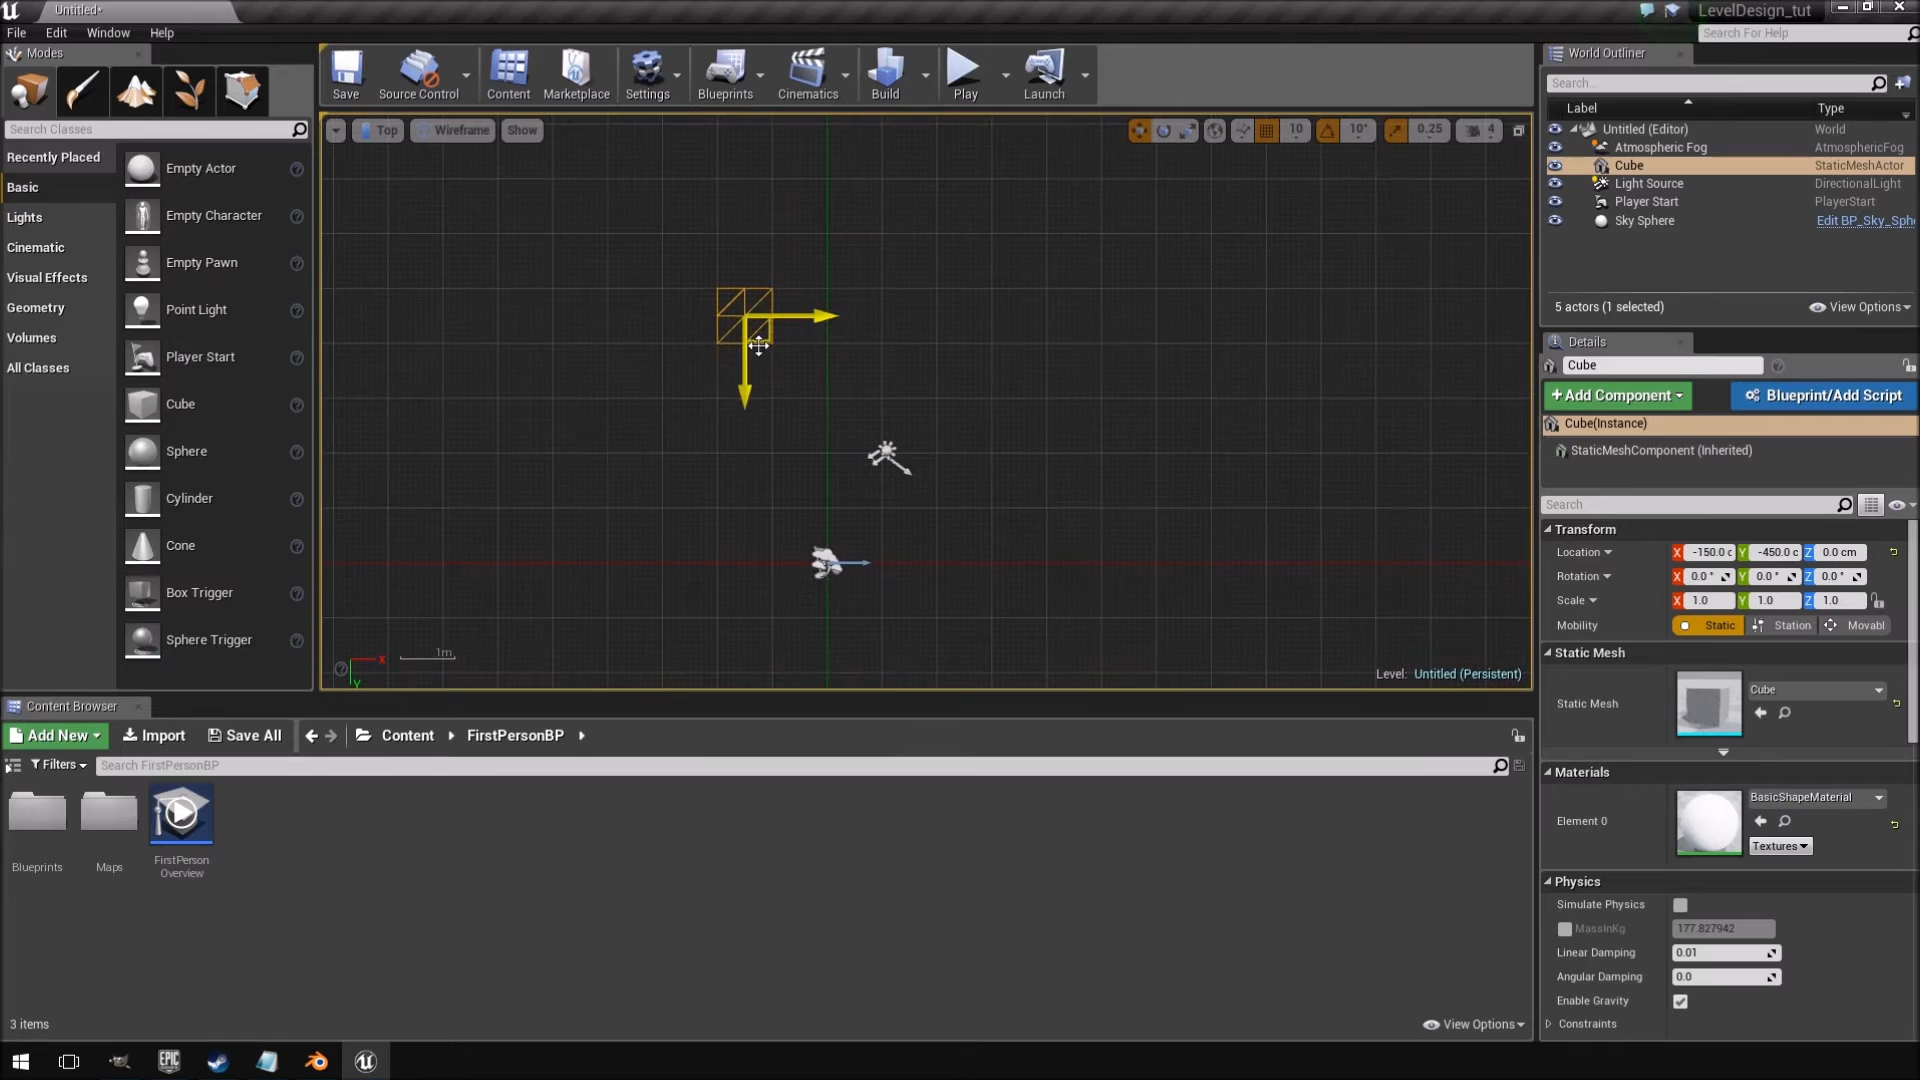 Untitled*
LevelDesign_tut
File Edit Window Help
Search For Help
Modes
Search Classes
Recently Placed
Basic
Lights
Cinematic
Visual Effects
Geometry
Volumes
All Classes
Empty Actor
Empty Character
Empty Pawn
Point Light
Player Start
Cube
Sphere
Cylinder
Cone
Box Trigger
Sphere Trigger
Save
Source Control
Content
Marketplace
Settings
Blueprints
Cinematics
Build
Play
Launch
Top Wireframe Show
10 10° 0.25 4
1m
X
Y
Level: Untitled (Persistent)
World Outliner
Search...
Label Type
Untitled (Editor) World
Atmospheric Fog AtmosphericFog
Cube StaticMeshActor
Light Source DirectionalLight
Player Start PlayerStart
Sky Sphere Edit BP_Sky_Sph
5 actors (1 selected) View Options
Details
Cube
+Add Component Blueprint/Add Script
Cube(Instance)
StaticMeshComponent (Inherited)
Search
Transform
Location X -150.0 c Y -450.0 c Z 0.0 cm
Rotation X 0.0 ° Y 0.0 ° Z 0.0 °
Scale X 1.0 Y 1.0 Z 1.0
Mobility Static Station Movabl
Static Mesh
Static Mesh Cube
Materials
Element 0 BasicShapeMaterial
Textures
Physics
Simulate Physics
MassInKg 177.827942
Linear Damping 0.01
Angular Damping 0.0
Enable Gravity
Constraints
Content Browser
Add New Import Save All Content FirstPersonBP
Filters Search FirstPersonBP
Blueprints
Maps
FirstPerson
Overview
3 items
View Options
EPIC
GAMES